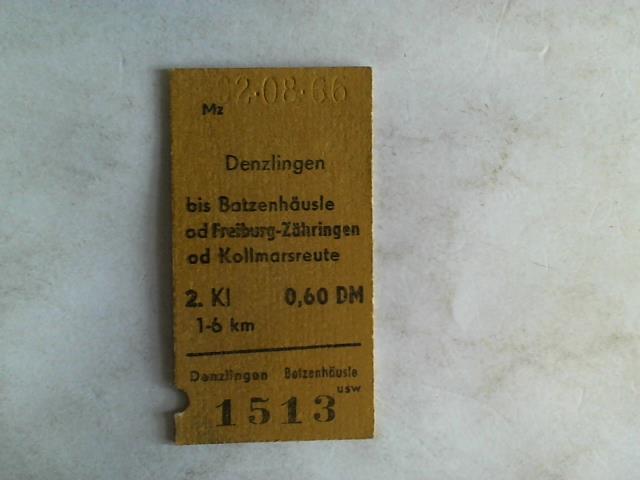 02.08.66
Mz
Denzlingen
bis Batzenhäusle
od Freiburg-Zähringen
od Kollmarsreute
2. Kl 0,60 DM
1-6 km
Denzlingen Batzenhäusle
usw
1513